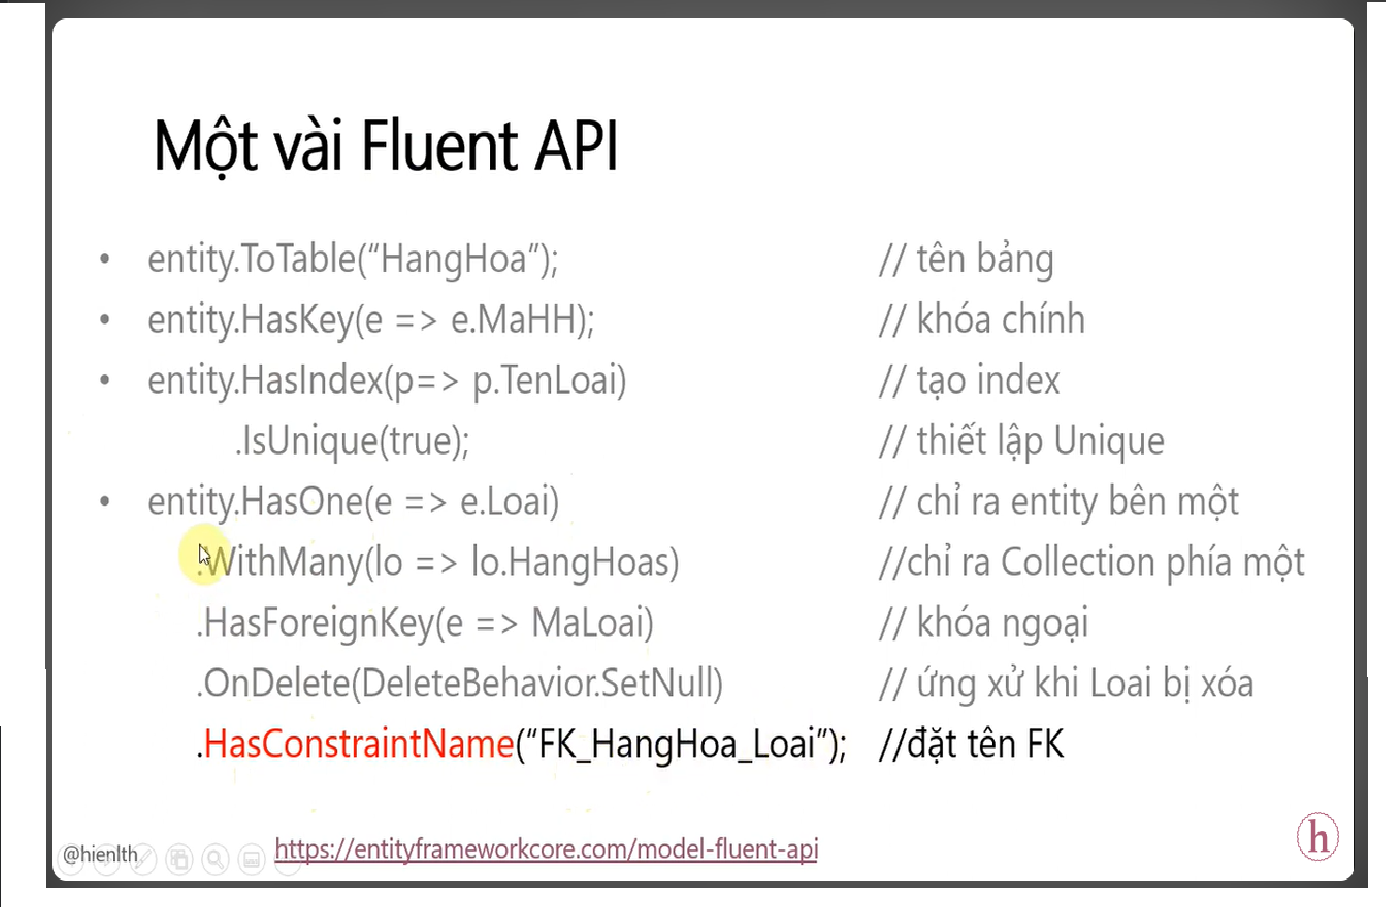 Một vài Fluent API
• entity.ToTable(“HangHoa”); // tên bảng
• entity.HasKey(e => e.MaHH); // khóa chính
• entity.HasIndex(p=> p.TenLoai) // tạo index
.IsUnique(true); // thiết lập Unique
• entity.HasOne(e => e.Loai) // chỉ ra entity bên một
.WithMany(lo => lo.HangHoas) //chỉ ra Collection phía một
.HasForeignKey(e => MaLoai) // khóa ngoại
.OnDelete(DeleteBehavior.SetNull) // ứng xử khi Loai bị xóa
.HasConstraintName(“FK_HangHoa_Loai”); //đặt tên FK
@hienlth https://entityframeworkcore.com/model-fluent-api
h